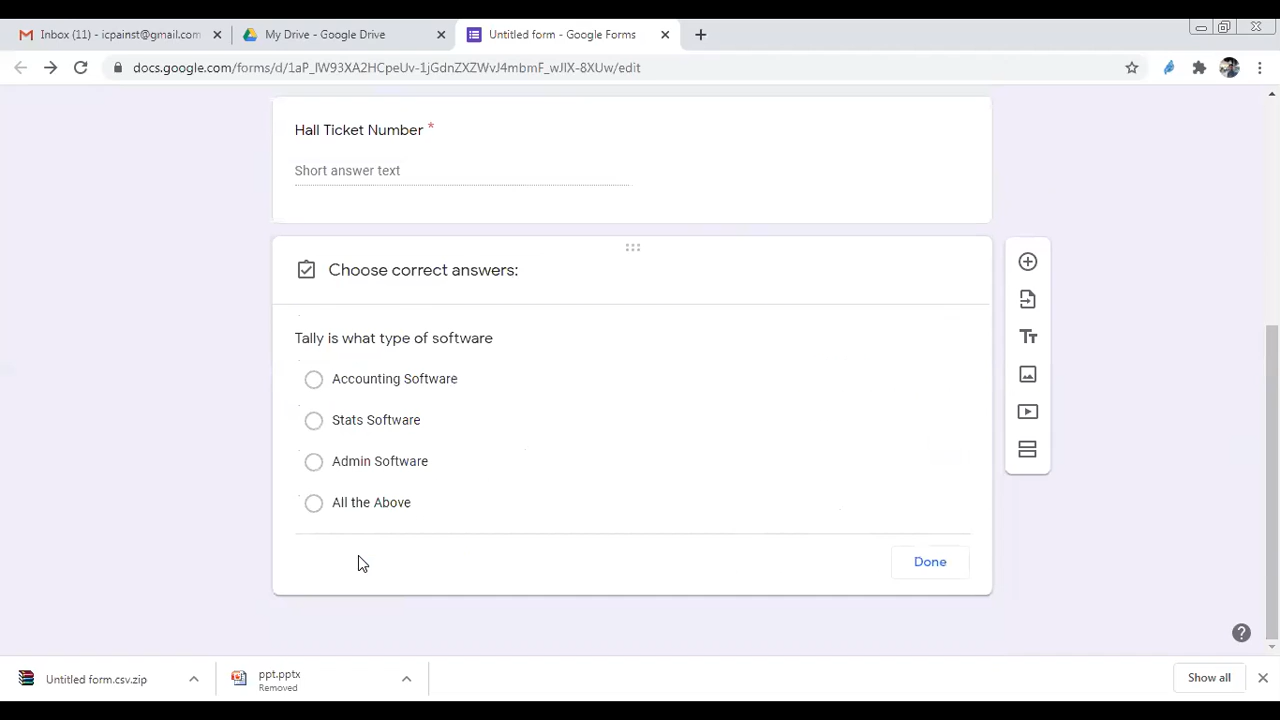 Inbox (11) - icpainst@gmail.com
My Drive - Google Drive
Untitled form - Google Forms
docs.google.com/forms/d/1aP_lW93XA2HCpeUv-1jGdnZXZWvJ4mbmF_wJlX-8XUw/edit
Hall Ticket Number *
Short answer text
Choose correct answers:
Tally is what type of software
Accounting Software
Stats Software
Admin Software
All the Above
Done
Untitled form.csv.zip
ppt.pptx
Removed
Show all